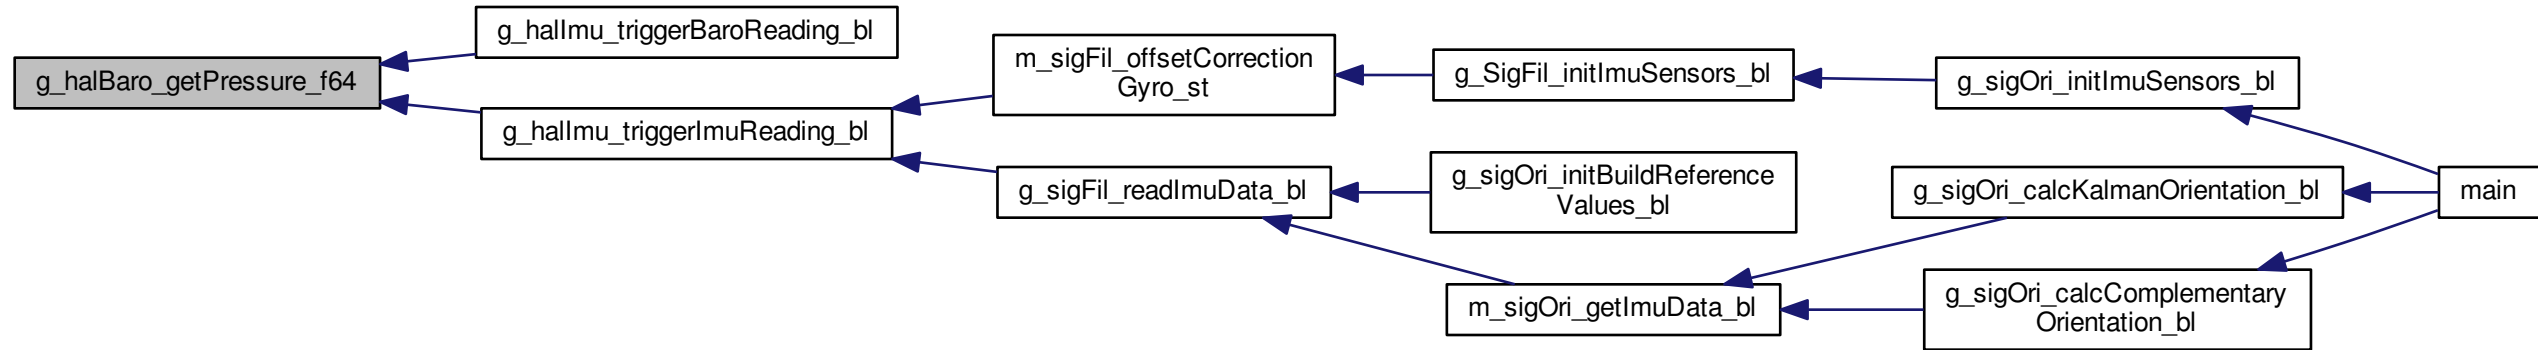 g_halBaro_getPressure_f64
g_halImu_triggerBaroReading_bl
g_halImu_triggerImuReading_bl
m_sigFil_offsetCorrection
Gyro_st
g_sigFil_readImuData_bl
g_SigFil_initImuSensors_bl
g_sigOri_initBuildReference
Values_bl
m_sigOri_getImuData_bl
g_sigOri_initImuSensors_bl
g_sigOri_calcKalmanOrientation_bl
g_sigOri_calcComplementary
Orientation_bl
main